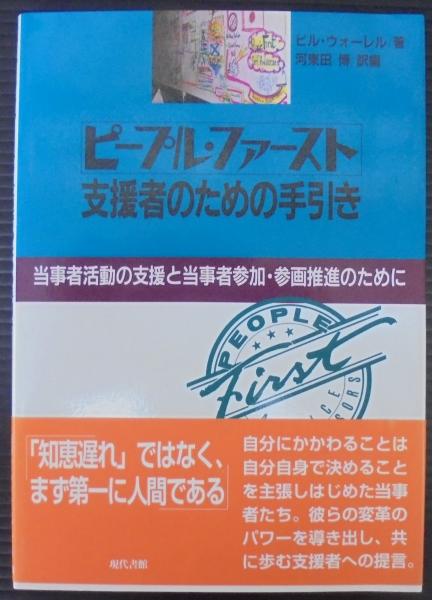 ビル・ウォーレル/著
河東田 博/訳編
ピープル・ファースト
支援者のための手引き
当事者活動の支援と当事者参加・参画推進のために
PEOPLE
First
「知恵遅れ」ではなく、
まず第一に人間である
自分にかかわることは
自分自身で決めること
を主張しはじめた当事
者たち。彼らの変革の
パワーを導き出し、共
に歩む支援者への提言。
現代書館